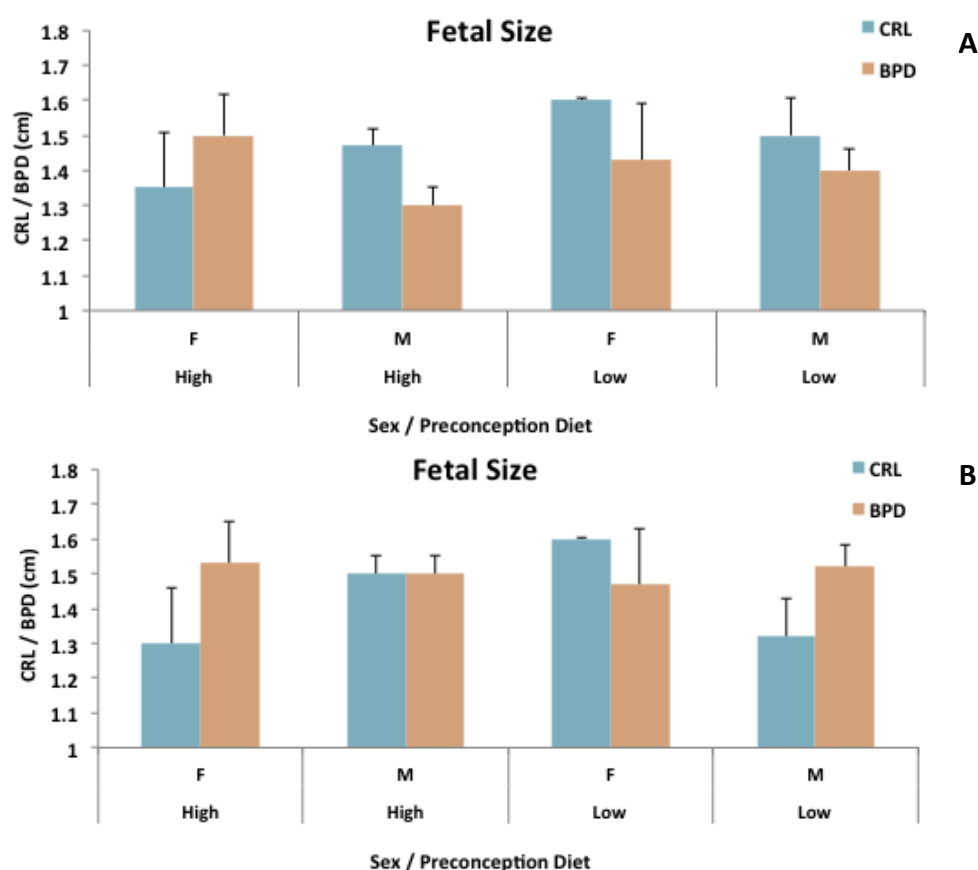 Fetal Size
CRL
BPD
A
CRL / BPD (cm)
1.8
1.7
1.6
1.5
1.4
1.3
1.2
1.1
1
F M F M
High High Low Low
Sex / Preconception Diet
Fetal Size
CRL
BPD
B
CRL / BPD (cm)
1.8
1.7
1.6
1.5
1.4
1.3
1.2
1.1
1
F M F M
High High Low Low
Sex / Preconception Diet